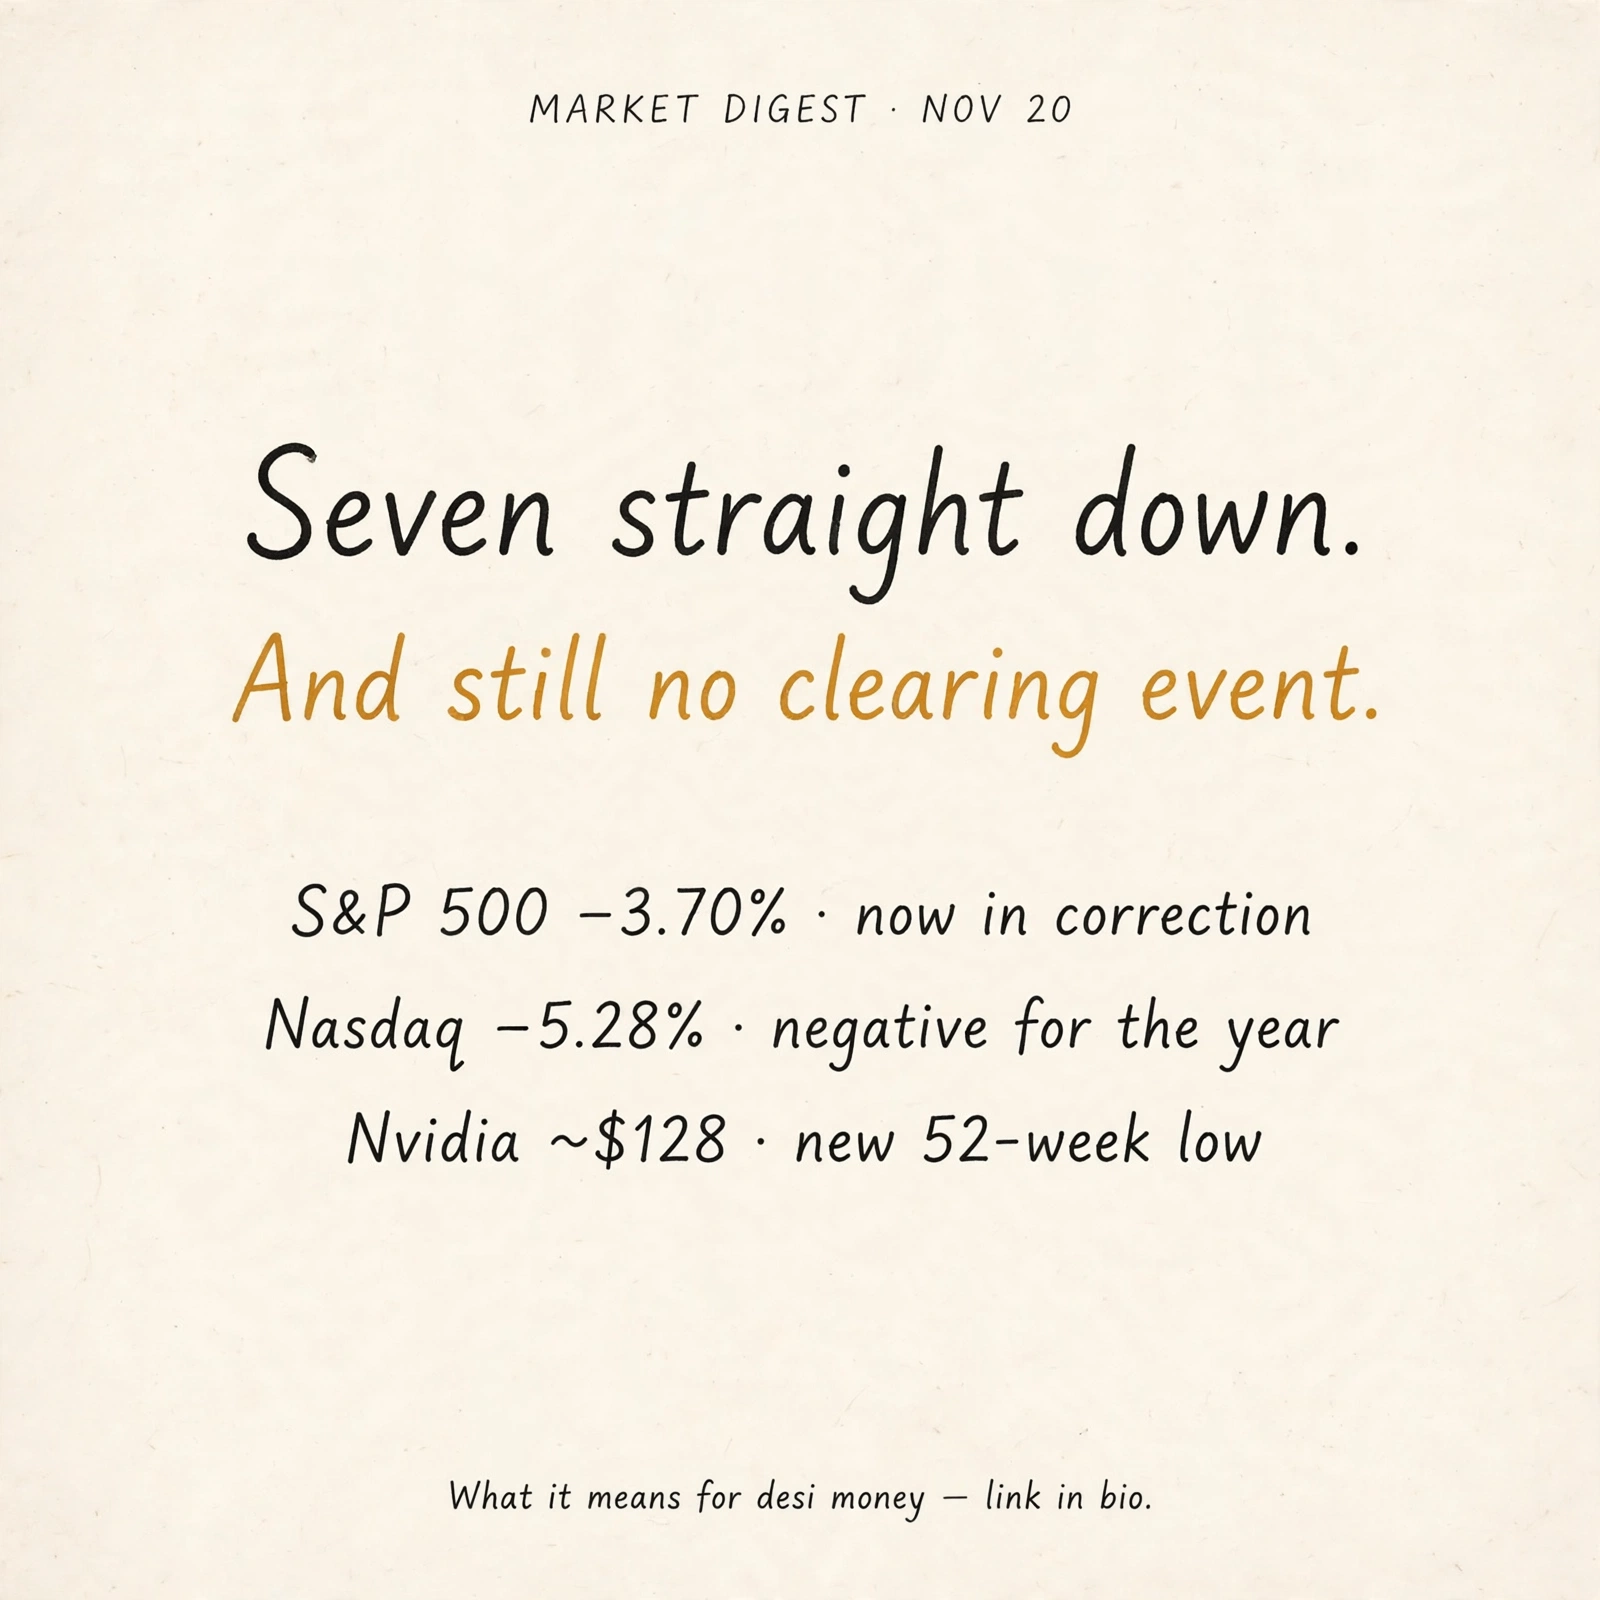 MARKET DIGEST · NOV 20
Seven straight down.
And still no clearing event.
S&P 500 −3.70% · now in correction
Nasdaq −5.28% · negative for the year
Nvidia ~$128 · new 52-week low
What it means for desi money — link in bio.